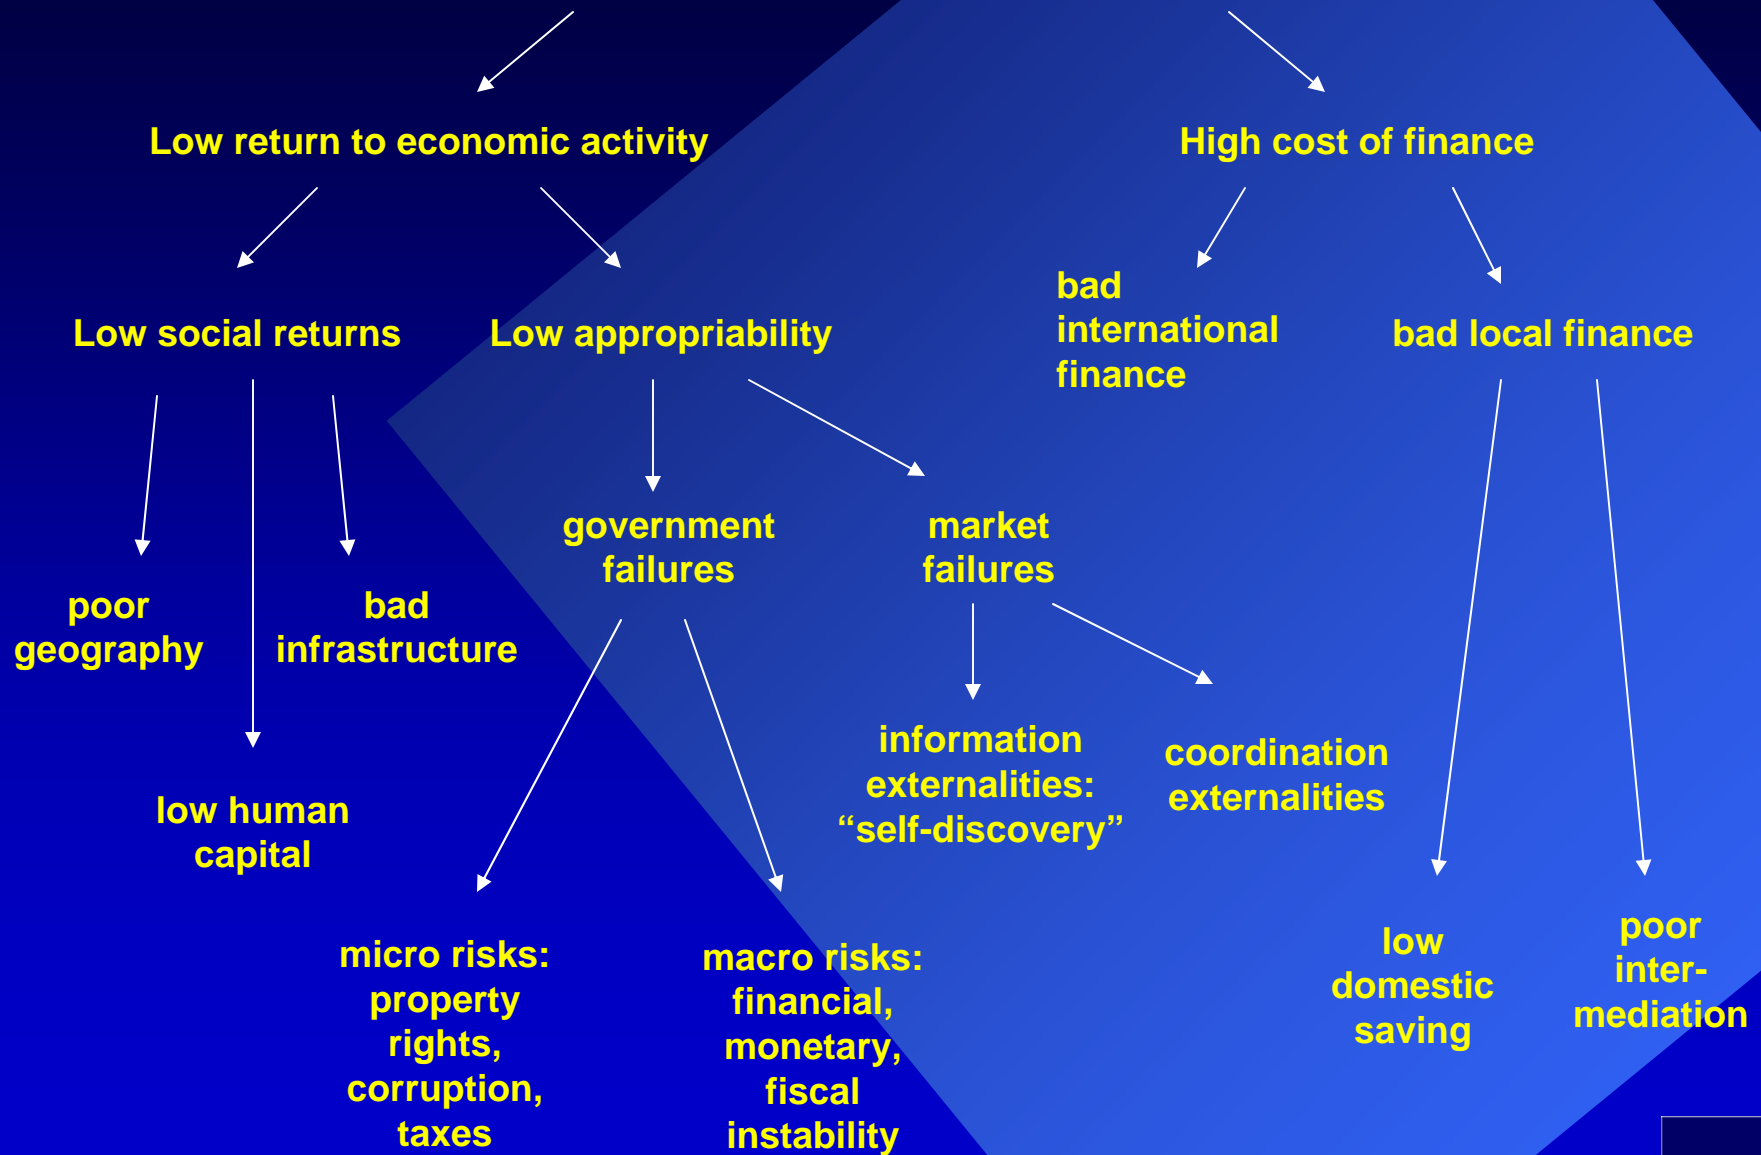 Low return to economic activity
High cost of finance
Low social returns
Low appropriability
bad
international
finance
bad local finance
government
failures
market
failures
poor
geography
bad
infrastructure
low human
capital
information
externalities:
“self-discovery”
coordination
externalities
micro risks:
property
rights,
corruption,
taxes
macro risks:
financial,
monetary,
fiscal
instability
low
domestic
saving
poor
inter-
mediation